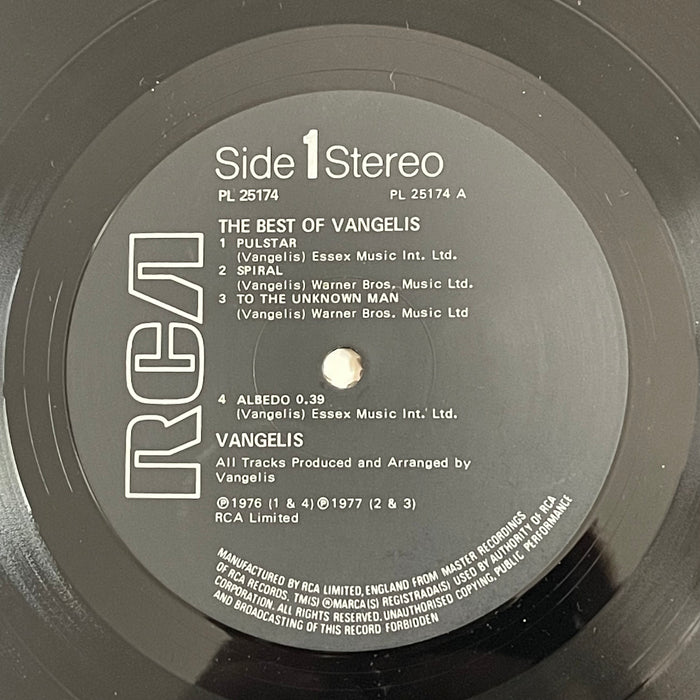 Side 1 Stereo
PL 25174 PL 25174 A
THE BEST OF VANGELIS
1 PULSTAR
(Vangelis) Essex Music Int. Ltd.
2 SPIRAL
(Vangelis) Warner Bros. Music Ltd.
3 TO THE UNKNOWN MAN
(Vangelis) Warner Bros. Music Ltd
RCA
4 ALBEDO 0.39
(Vangelis) Essex Music Int. Ltd.
VANGELIS
All Tracks Produced and Arranged by
Vangelis
℗1976 (1 & 4) ℗1977 (2 & 3)
RCA Limited
MANUFACTURED BY RCA LIMITED, ENGLAND FROM MASTER RECORDINGS
OF RCA RECORDS. TM(S) ®MARCA(S) REGISTRADA(S) USED BY AUTHORITY OF RCA
CORPORATION. ALL RIGHTS RESERVED. UNAUTHORISED COPYING, PUBLIC PERFORMANCE
AND BROADCASTING OF THIS RECORD FORBIDDEN